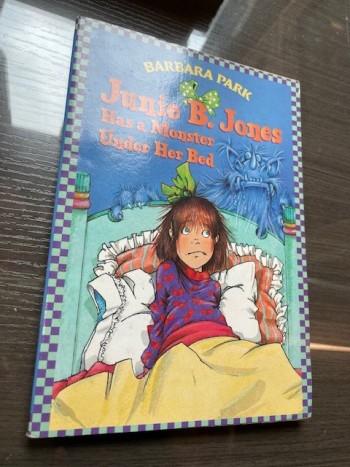 BARBARA PARK
Junie B. Jones
Has a Monster
Under Her Bed